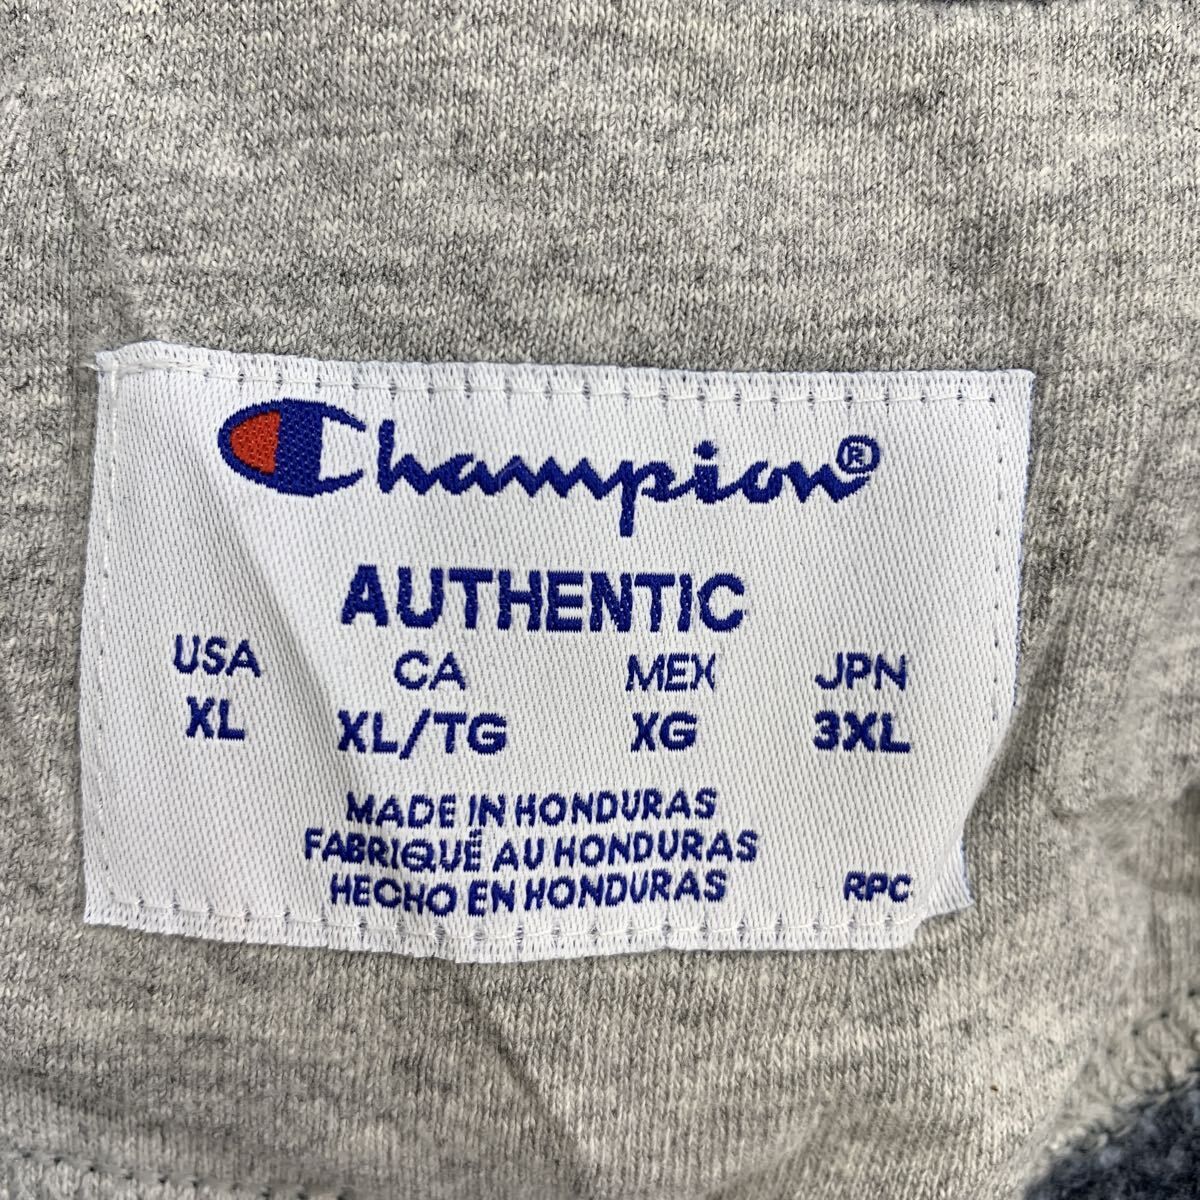 Champion®
AUTHENTIC
USA CA MEX JPN
XL XL/TG XG 3XL
MADE IN HONDURAS
FABRIQUÉ AU HONDURAS
HECHO EN HONDURAS RPC